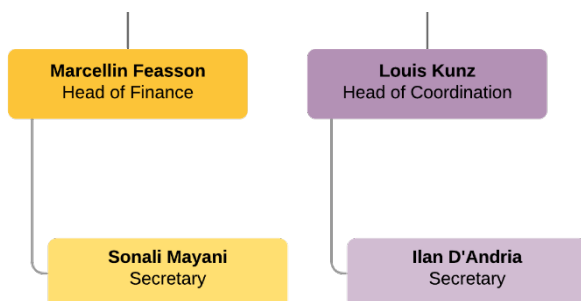 Marcellin Feasson
Head of Finance
Louis Kunz
Head of Coordination
Sonali Mayani
Secretary
Ilan D'Andria
Secretary